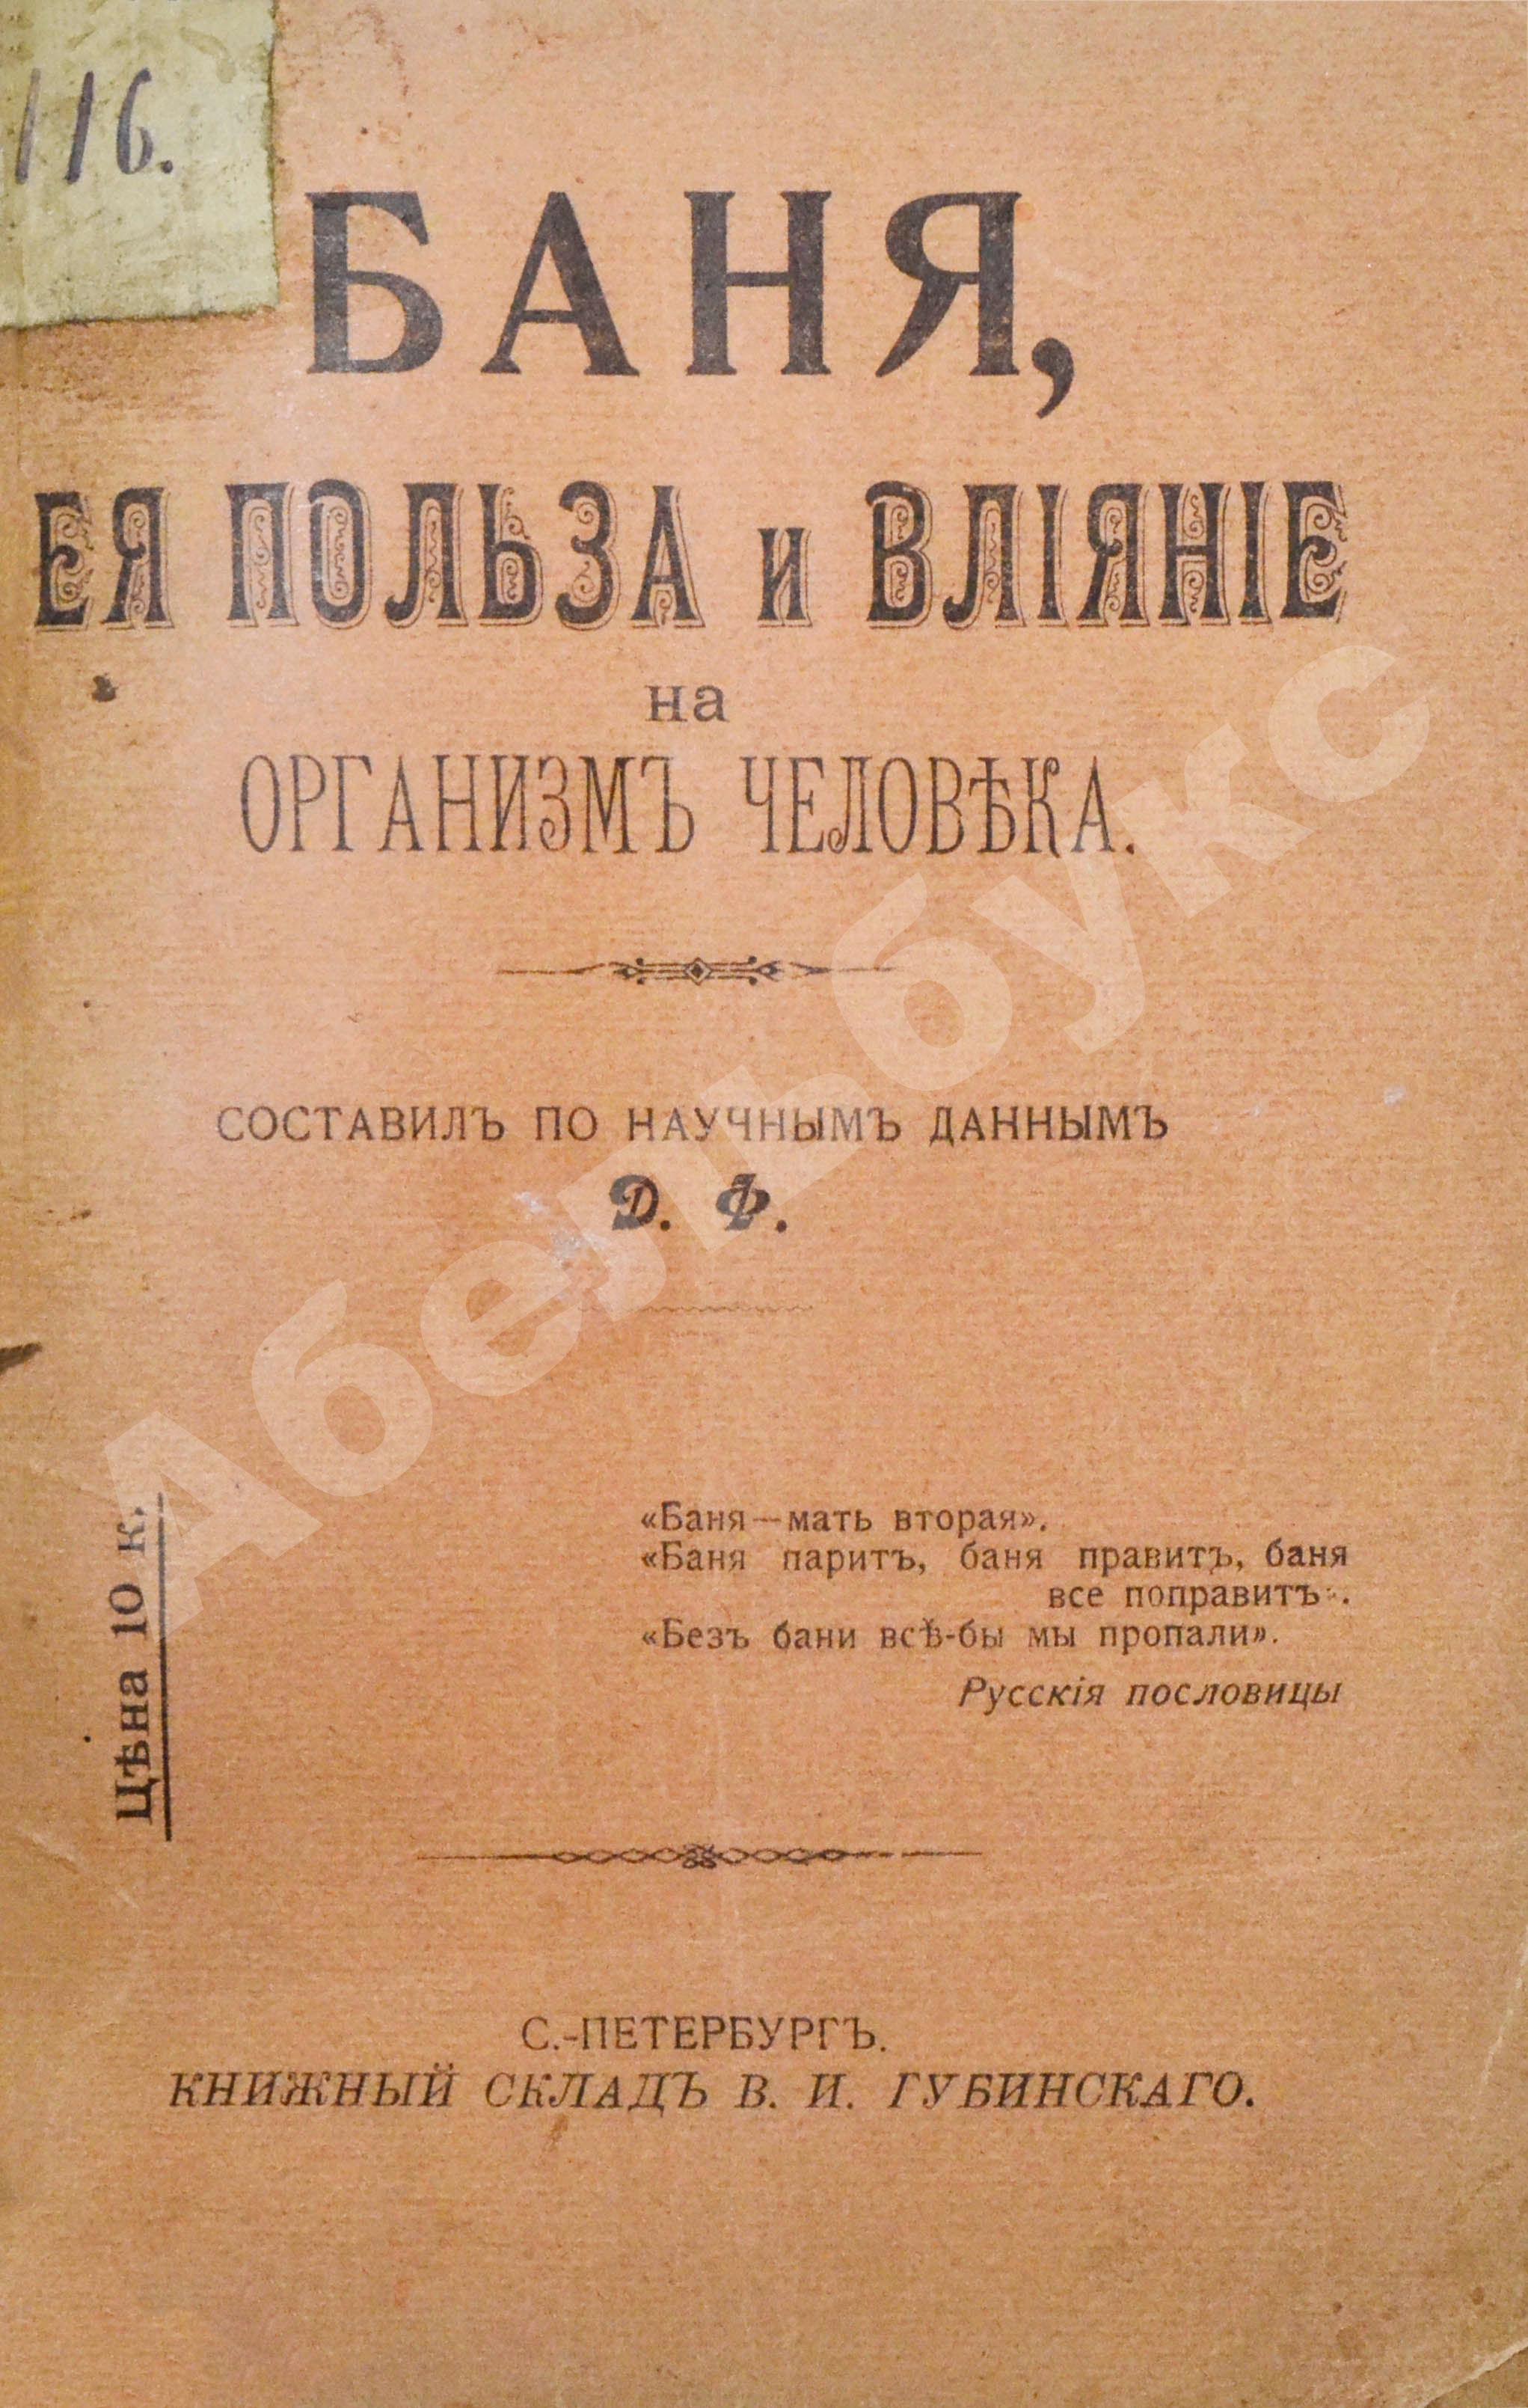 116.
БАНЯ,
ЕЯ ПОЛЬЗА и ВЛІЯНІЕ
на
ОРГАНИЗМЪ ЧЕЛОВѢКА.
СОСТАВИЛЪ ПО НАУЧНЫМЪ ДАННЫМЪ
Д. Ф.
«Баня—мать вторая».
«Баня паритъ, баня правитъ, баня
все поправитъ».
«Безъ бани всѣ-бы мы пропали».
Русскія пословицы
Цѣна 10 к.
С.-ПЕТЕРБУРГЪ.
КНИЖНЫЙ СКЛАДЪ В. И. ГУБИНСКАГО.
Абельбукс